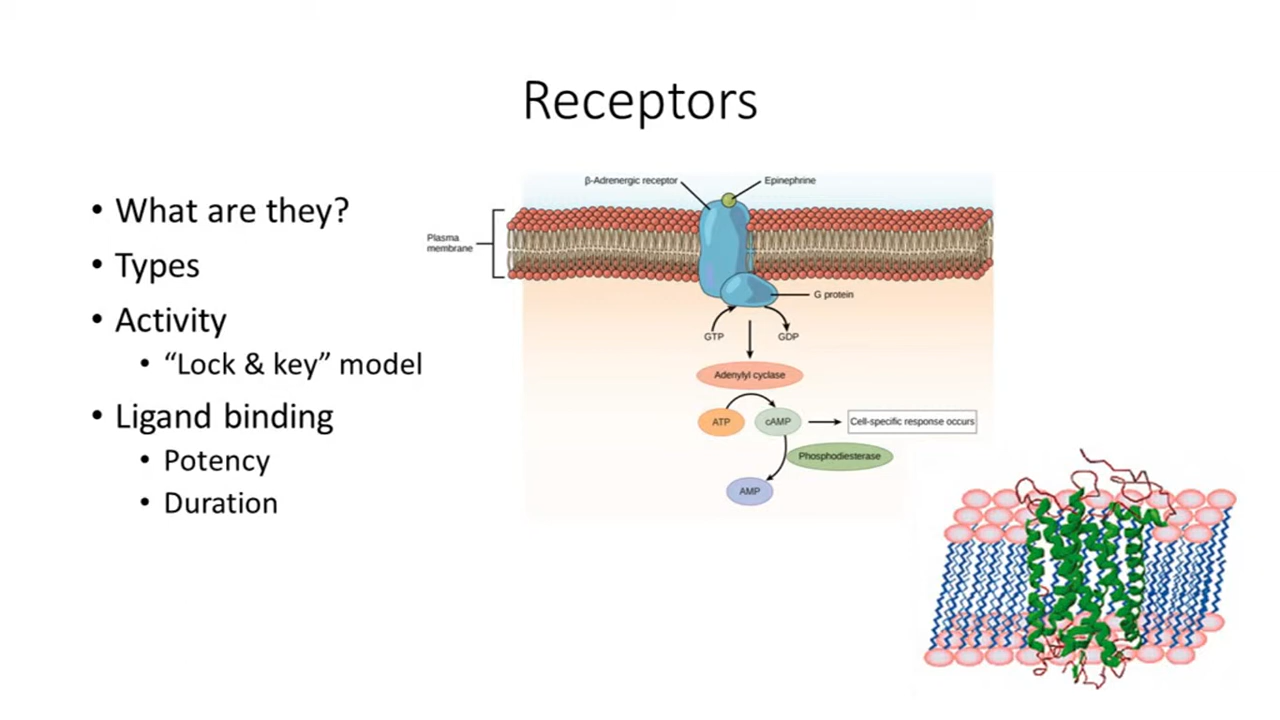 Receptors
• What are they?
• Types
• Activity
• “Lock & key” model
• Ligand binding
• Potency
• Duration
β-Adrenergic receptor
Epinephrine
Plasma
membrane
G protein
GTP
GDP
Adenylyl cyclase
ATP
cAMP
Cell-specific response occurs
Phosphodiesterase
AMP